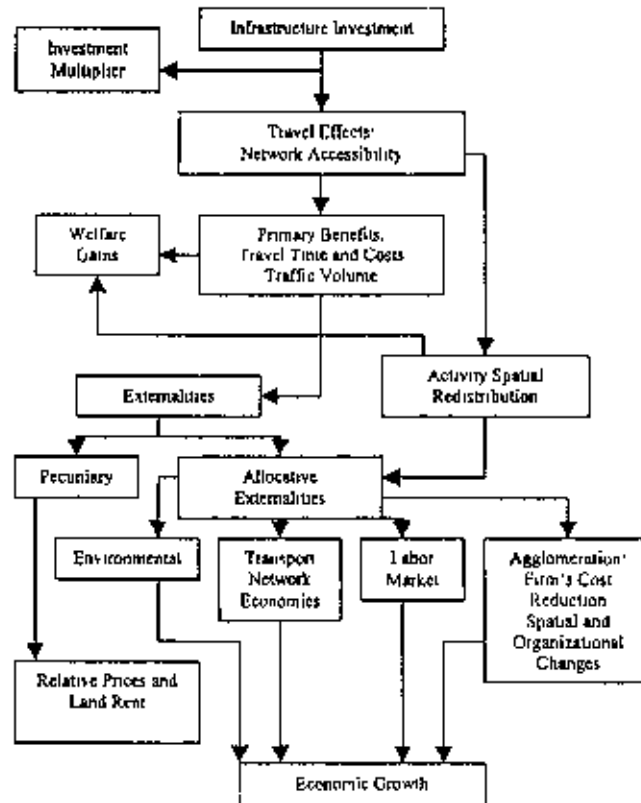 Infrastructure Investment
Investment
Multiplier
Travel Effects:
Network Accessibility
Welfare
Gains
Primary Benefits,
Travel Time and Costs
Traffic Volume
Activity Spatial
Redistribution
Externalities
Pecuniary
Allocative
Externalities
Environmental
Transport
Network
Economies
Labor
Market
Agglomeration:
Firm's Cost
Reduction
Spatial and
Organizational
Changes
Relative Prices and
Land Rent
Economic Growth